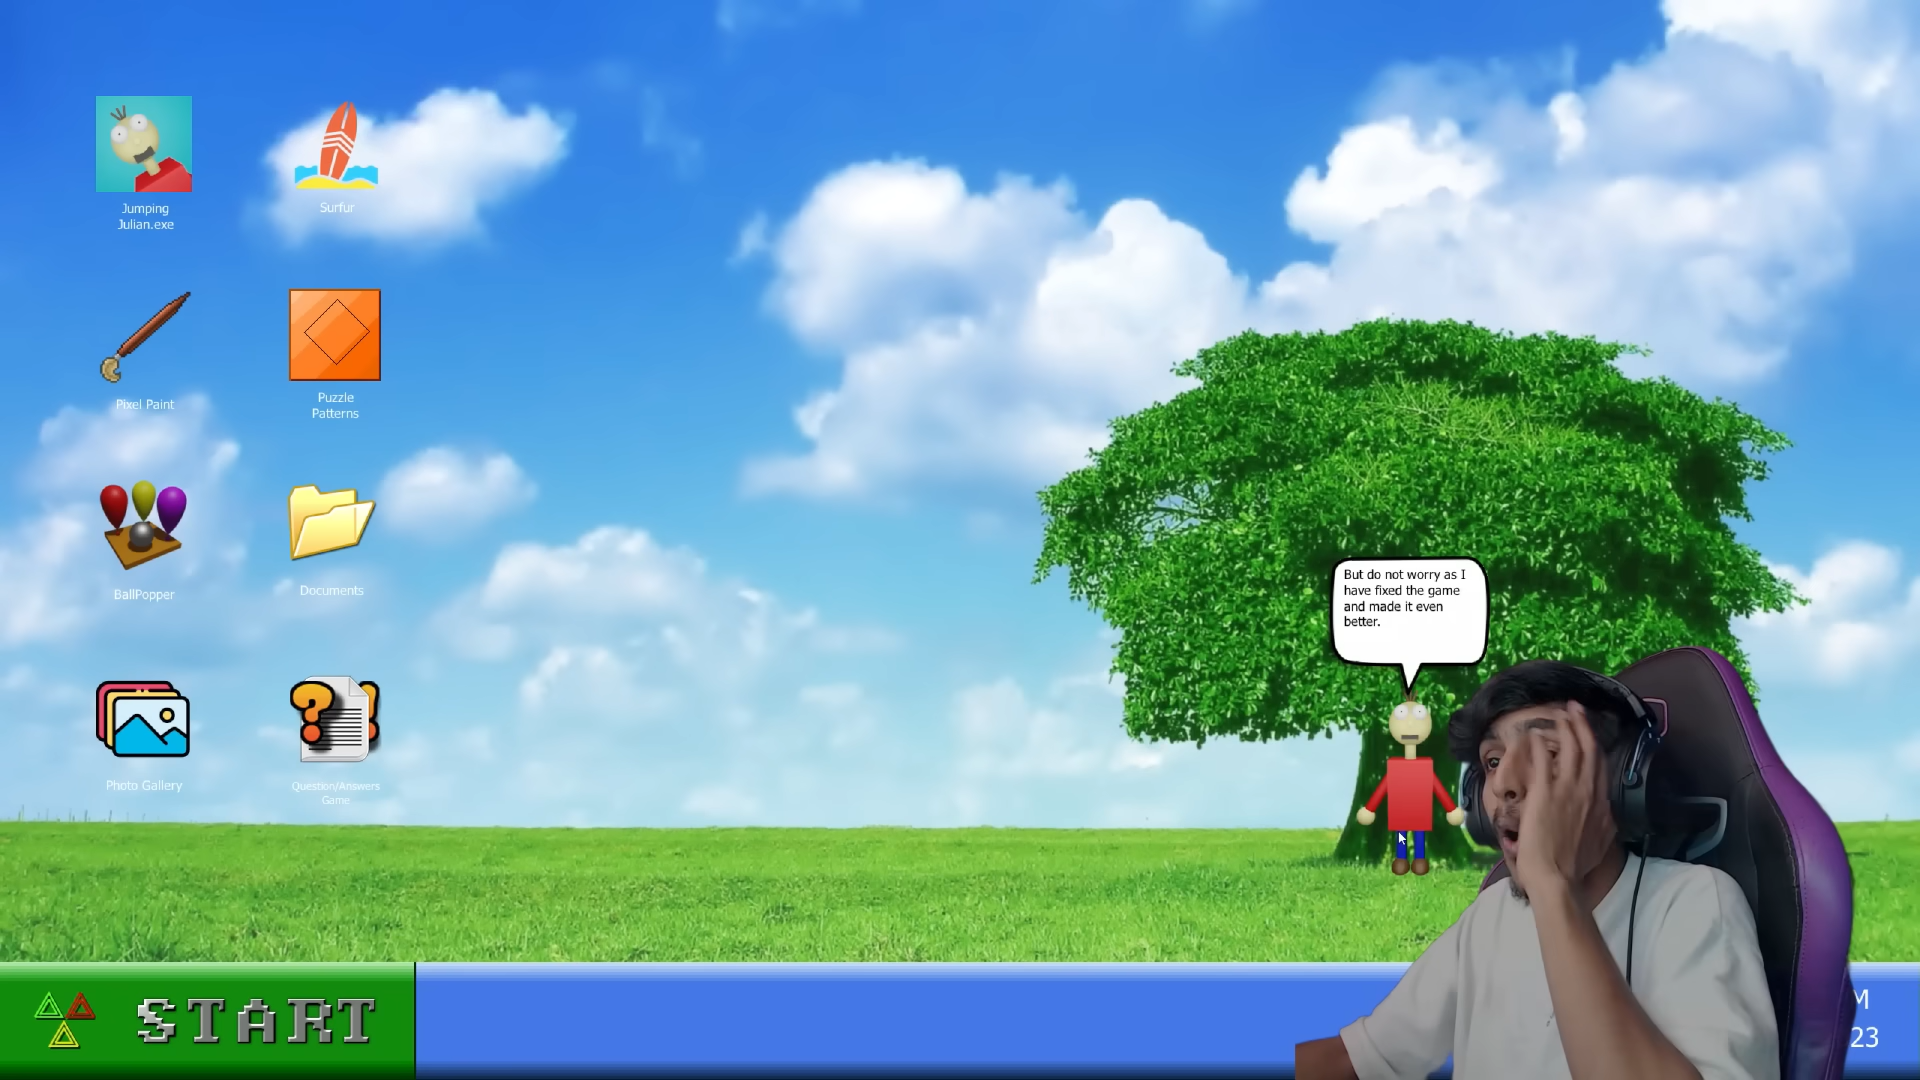 Jumping
Julian.exe
Surfur
Pixel Paint
Puzzle
Patterns
BallPopper
Documents
But do not worry as I
have fixed the game
and made it even
better.
Photo Gallery
Question/Answers
Game
START
M
23